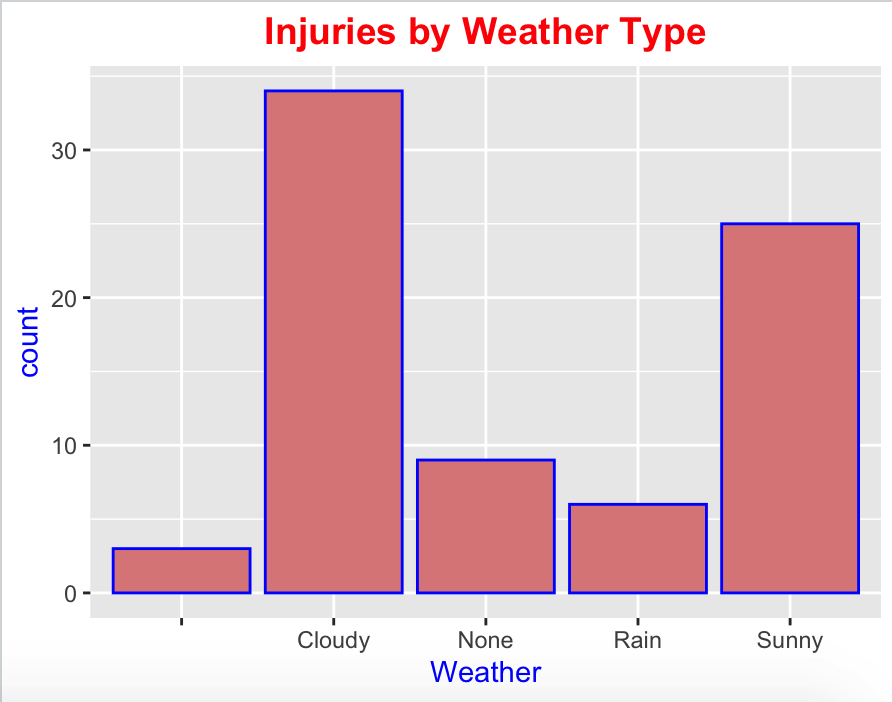 Injuries by Weather Type
30
20
10
0
count
Cloudy None Rain Sunny
Weather